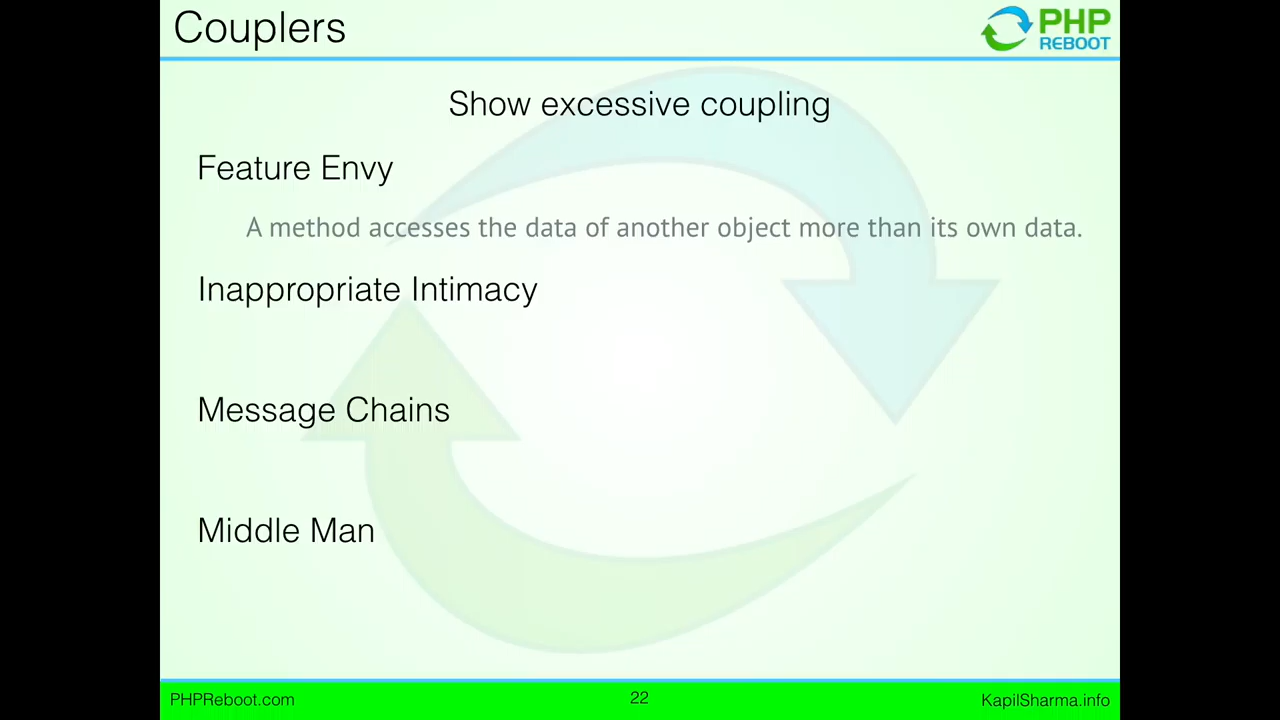 Couplers
PHP
REBOOT
Show excessive coupling
Feature Envy
A method accesses the data of another object more than its own data.
Inappropriate Intimacy
Message Chains
Middle Man
PHPReboot.com
22
KapilSharma.info